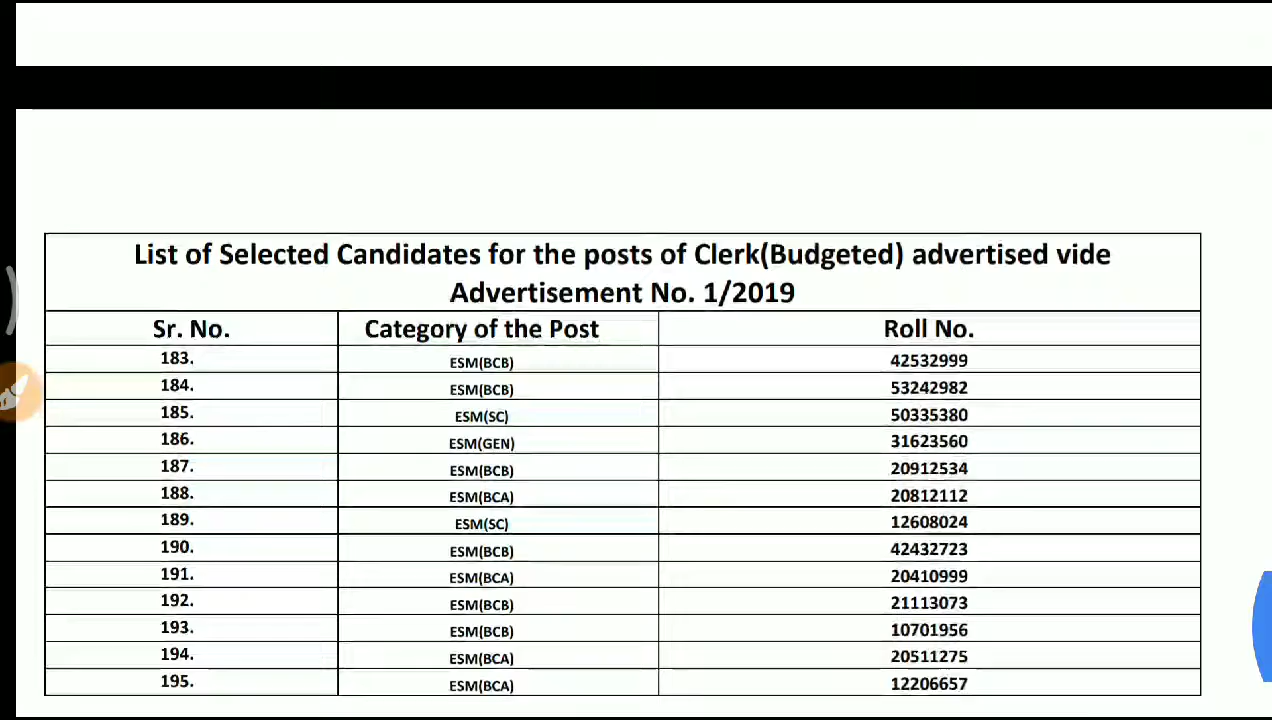 List of Selected Candidates for the posts of Clerk(Budgeted) advertised vide
Advertisement No. 1/2019
Sr. No. Category of the Post Roll No.
183. ESM(BCB) 42532999
184. ESM(BCB) 53242982
185. ESM(SC) 50335380
186. ESM(GEN) 31623560
187. ESM(BCB) 20912534
188. ESM(BCA) 20812112
189. ESM(SC) 12608024
190. ESM(BCB) 42432723
191. ESM(BCA) 20410999
192. ESM(BCB) 21113073
193. ESM(BCB) 10701956
194. ESM(BCA) 20511275
195. ESM(BCA) 12206657